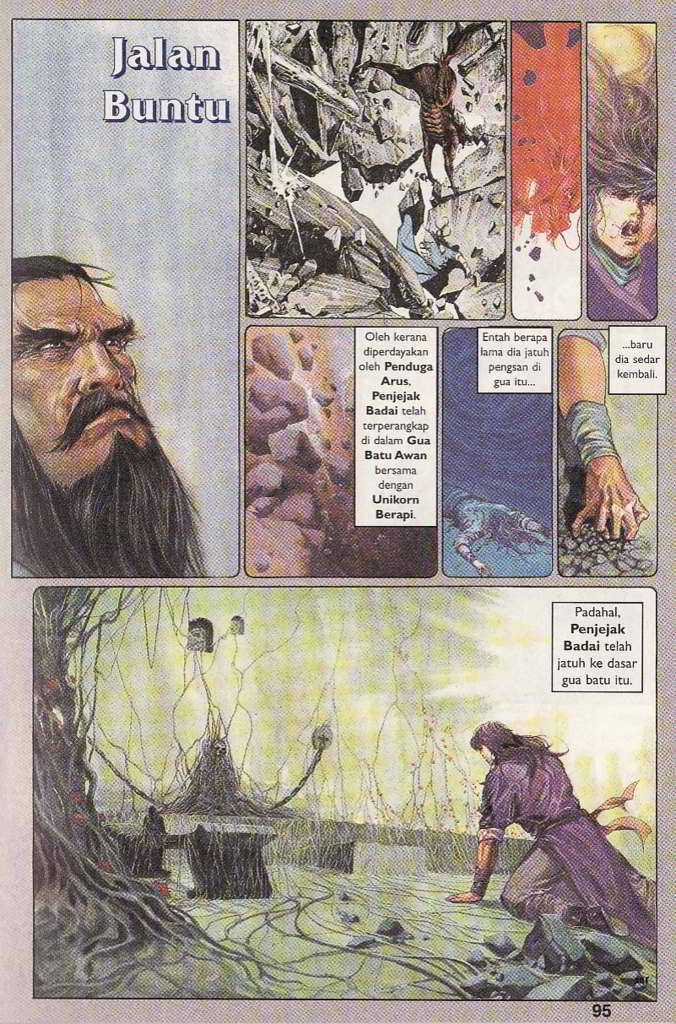 Jalan
Buntu
Oleh kerana
diperdayakan
oleh Penduga
Arus,
Penjejak
Badai telah
terperangkap
di dalam Gua
Batu Awan
bersama
dengan
Unikorn
Berapi.
Entah berapa
lama dia jatuh
pengsan di
gua itu...
...baru
dia sedar
kembali.
Padahal,
Penjejak
Badai telah
jatuh ke dasar
gua batu itu.
95